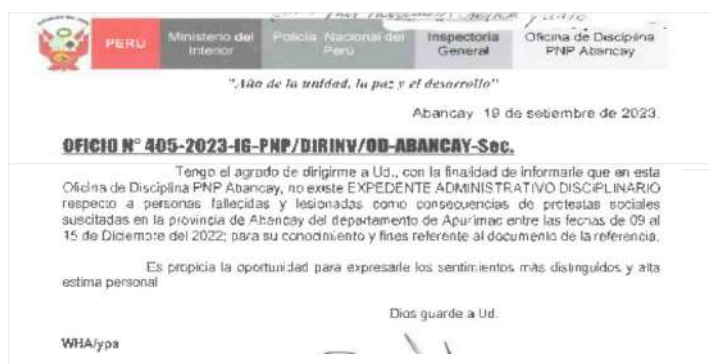 PERÚ
Ministerio del
Interior
Policía Nacional del
Perú
Inspectoría
General
Oficina de Disciplina
PNP Abancay
"Año de la unidad, la paz y el desarrollo"
Abancay 19 de setiembre de 2023.
OFICIO N° 405-2023-IG-PNP/DIRINV/OD-ABANCAY-Sec.
Tengo el agrado de dirigirme a Ud., con la finalidad de informarle que en esta
Oficina de Disciplina PNP Abancay, no existe EXPEDENTE ADMINISTRATIVO DISCIPLINARIO
respecto a personas fallecidas y lesionadas como consecuencias de protestas sociales
suscitadas en la provincia de Abancay del departamento de Apurímac entre las fechas de 09 al
15 de Diciembre del 2022; para su conocimiento y fines referente al documento de la referencia.
Es propicia la oportunidad para expresarle los sentimientos más distinguidos y alta
estima personal
Dios guarde a Ud.
WHA/ypa